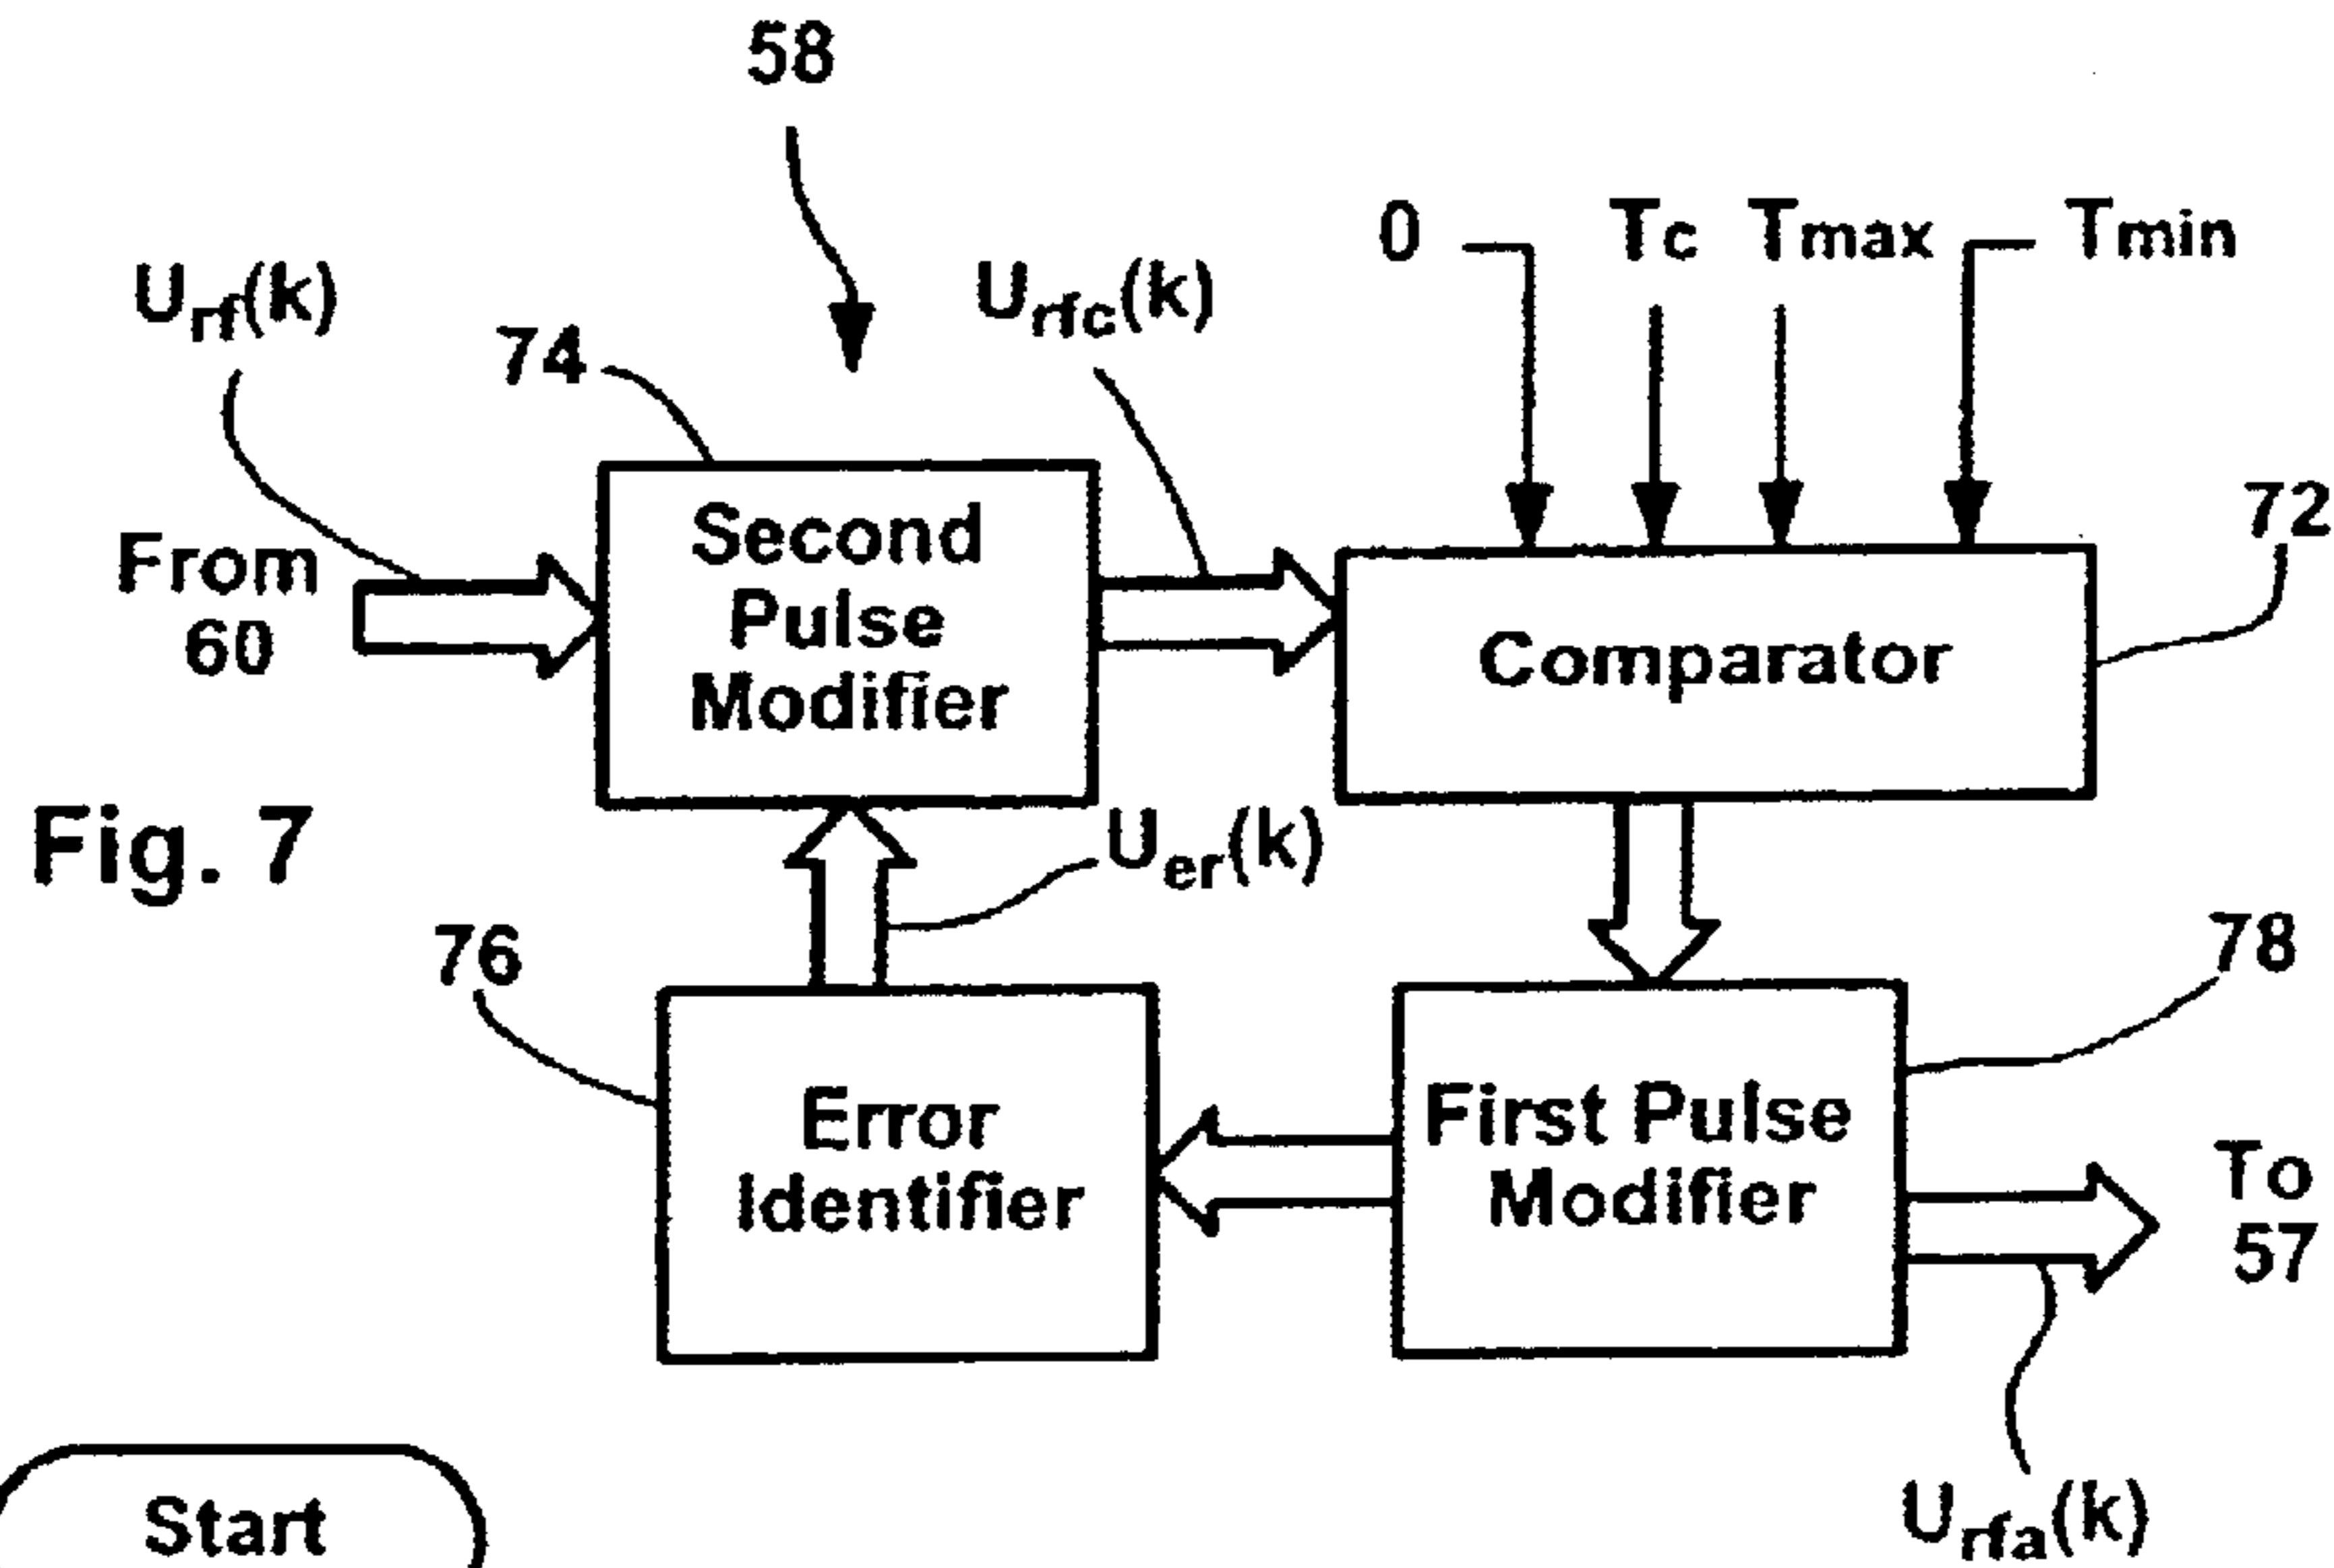 58
0
Tc
Tmax
Tmin
Urf(k)
Urfc(k)
74
72
From
60
Second
Pulse
Modifier
Comparator
Fig. 7
Uer(k)
76
78
Error
Identifier
First Pulse
Modifier
To
57
Start
Urfa(k)